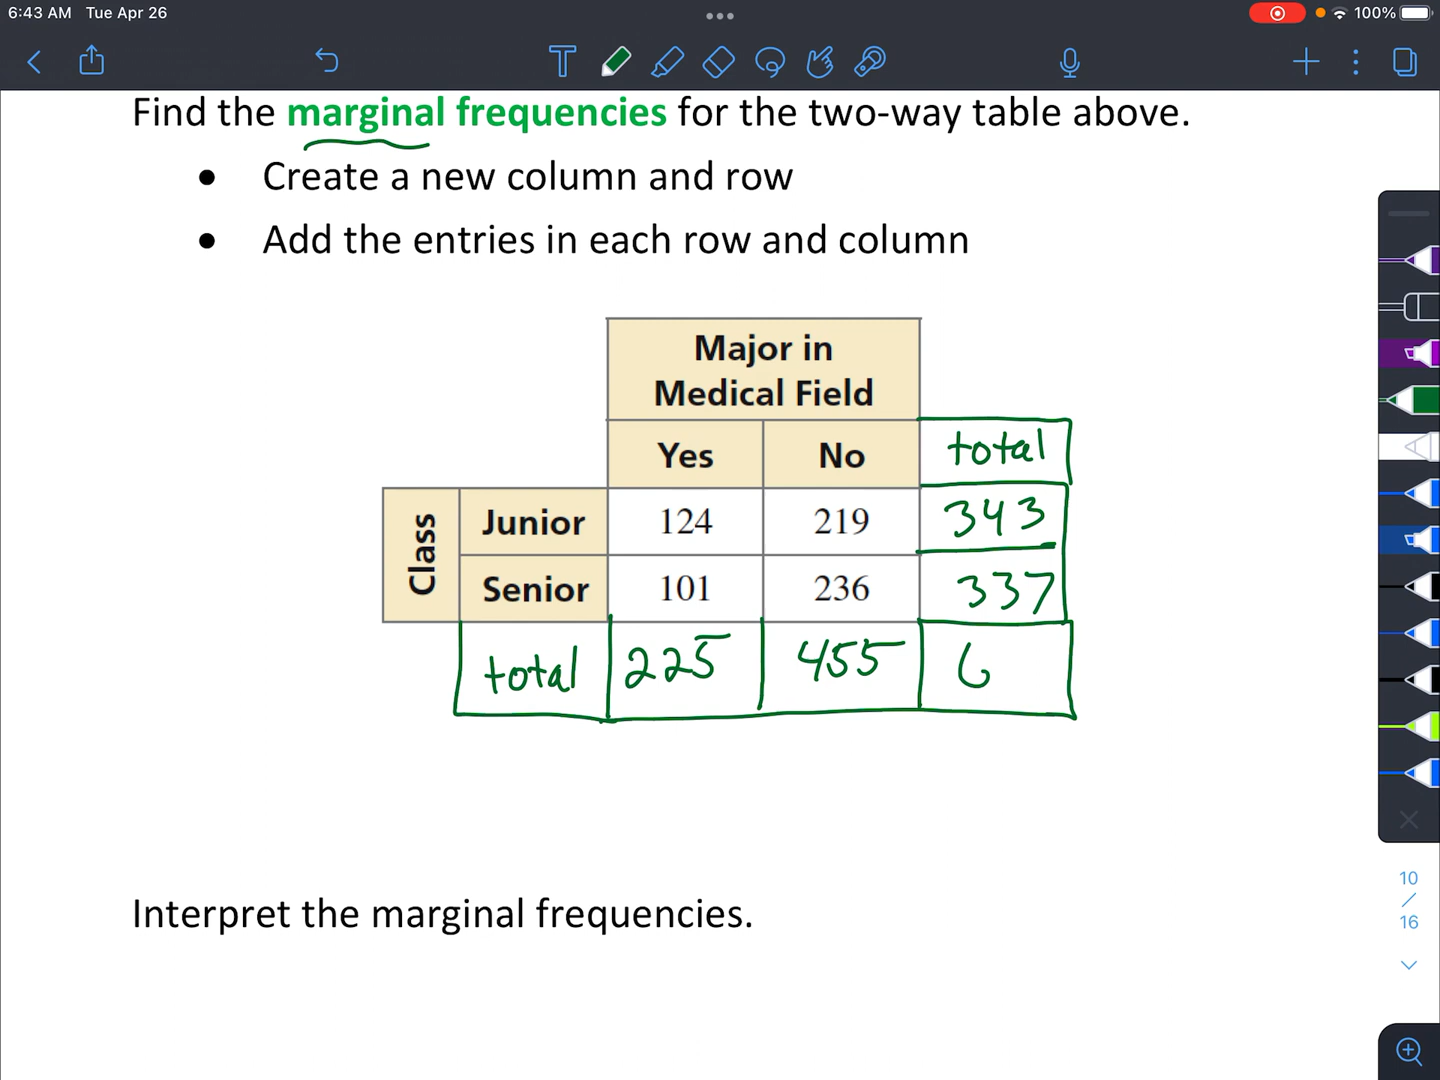 6:43 AM Tue Apr 26
100%
Find the marginal frequencies for the two-way table above.
• Create a new column and row
• Add the entries in each row and column
Major in
Medical Field
Yes No total
Class
Junior 124 219 343
Senior 101 236 337
total 225 455 6
Interpret the marginal frequencies.
10
/
16